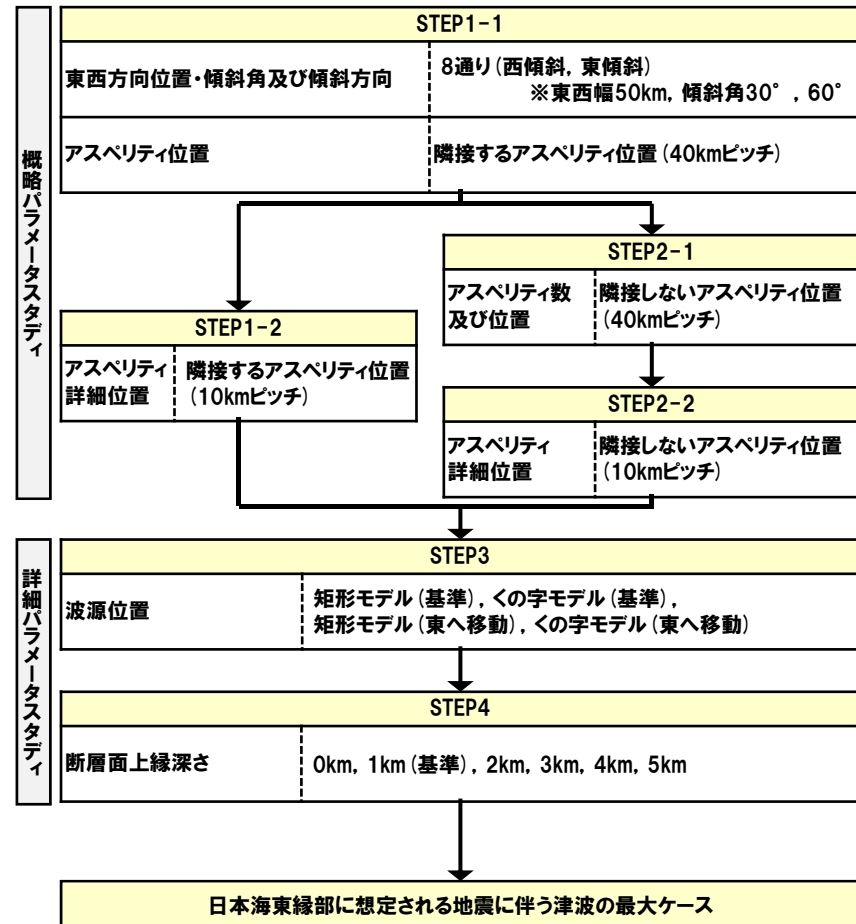 概略パラメータスタディ
STEP1-1
東西方向位置・傾斜角及び傾斜方向
8通り(西傾斜, 東傾斜)
※東西幅50km, 傾斜角30°, 60°
アスペリティ位置
隣接するアスペリティ位置(40kmピッチ)
STEP2-1
アスペリティ数
及び位置
隣接しないアスペリティ位置
(40kmピッチ)
STEP1-2
アスペリティ
詳細位置
隣接するアスペリティ位置
(10kmピッチ)
STEP2-2
アスペリティ
詳細位置
隣接しないアスペリティ位置
(10kmピッチ)
詳細パラメータスタディ
STEP3
波源位置
矩形モデル(基準), くの字モデル(基準),
矩形モデル(東へ移動), くの字モデル(東へ移動)
STEP4
断層面上縁深さ
0km, 1km(基準), 2km, 3km, 4km, 5km
日本海東縁部に想定される地震に伴う津波の最大ケース